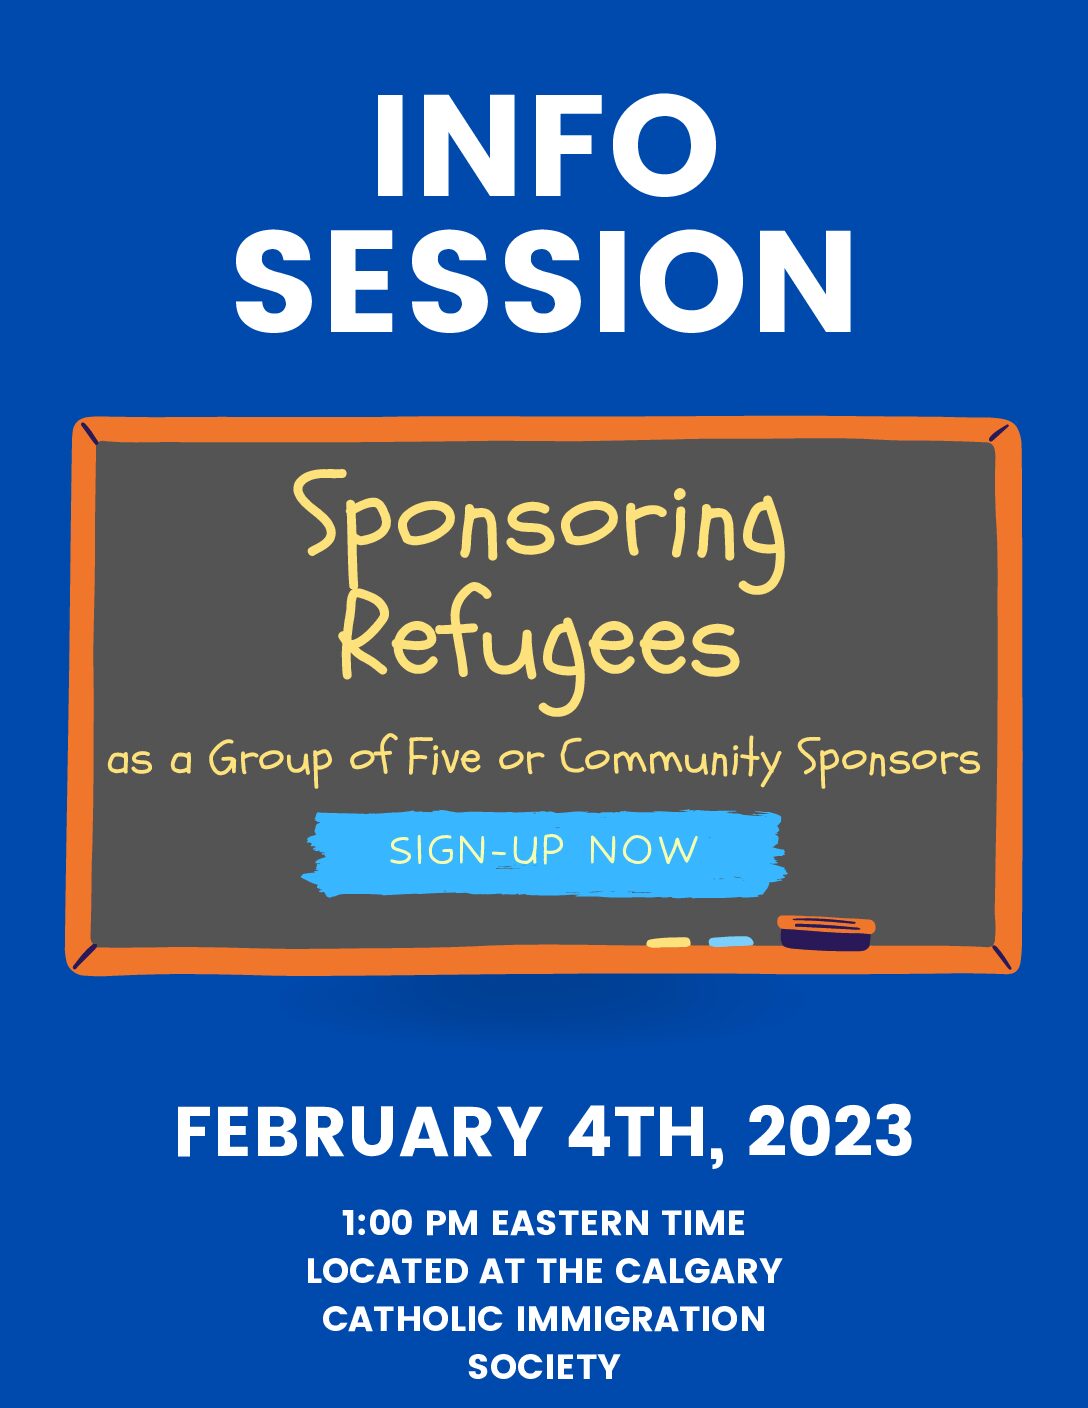 INFO
SESSION
Sponsoring
Refugees
as a Group of Five or Community Sponsors
SIGN-UP NOW
FEBRUARY 4TH, 2023
1:00 PM EASTERN TIME
LOCATED AT THE CALGARY
CATHOLIC IMMIGRATION
SOCIETY